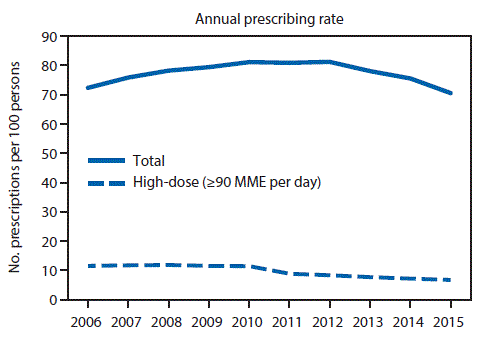 Annual prescribing rate
90
80
70
60
50
40
30
20
10
0
No. prescriptions per 100 persons
Total
High-dose (≥90 MME per day)
2006 2007 2008 2009 2010 2011 2012 2013 2014 2015